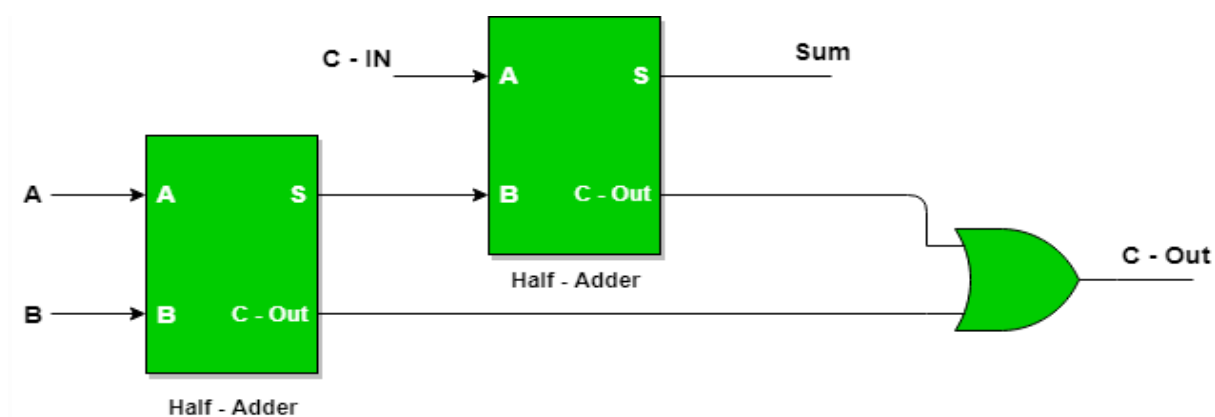 C - IN
Sum
A
S
A
A
S
B
C - Out
C - Out
Half - Adder
B
B
C - Out
Half - Adder